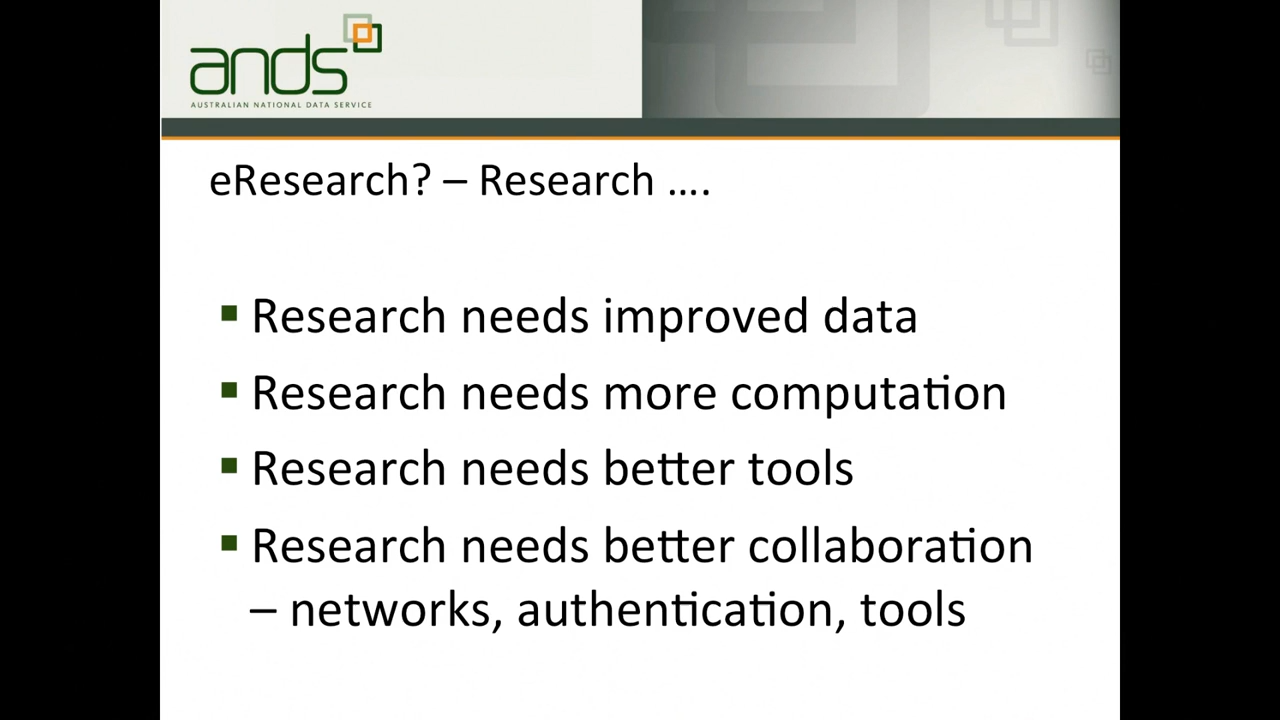 ands
AUSTRALIAN NATIONAL DATA SERVICE
eResearch? – Research ....
▪ Research needs improved data
▪ Research needs more computation
▪ Research needs better tools
▪ Research needs better collaboration
– networks, authentication, tools